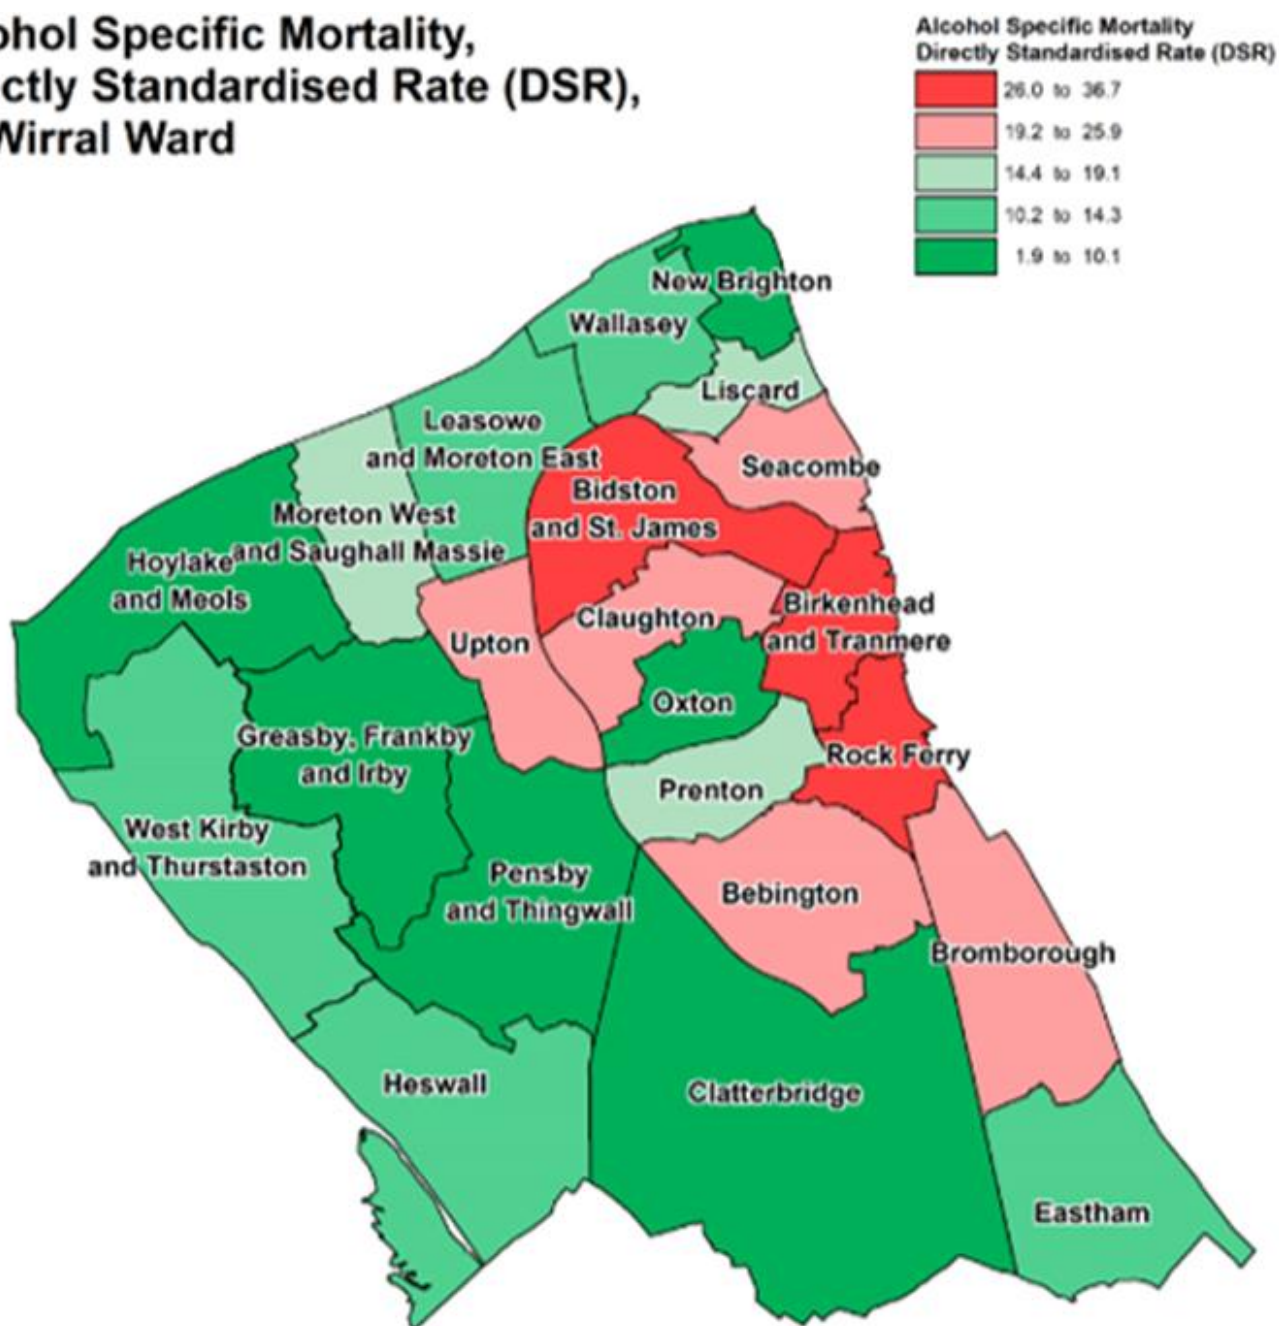 ohol Specific Mortality,
ctly Standardised Rate (DSR),
Wirral Ward
Alcohol Specific Mortality
Directly Standardised Rate (DSR)
26.0 to 36.7
19.2 to 25.9
14.4 to 19.1
10.2 to 14.3
1.9 to 10.1
New Brighton
Wallasey
Liscard
Leasowe
and Moreton East
Seacombe
Bidston
and St. James
Moreton West
and Saughall Massie
Hoylake
and Meols
Birkenhead
and Tranmere
Claughton
Upton
Oxton
Greasby, Frankby
and Irby
Rock Ferry
Prenton
West Kirby
and Thurstaston
Pensby
and Thingwall
Bebington
Bromborough
Heswall
Clatterbridge
Eastham